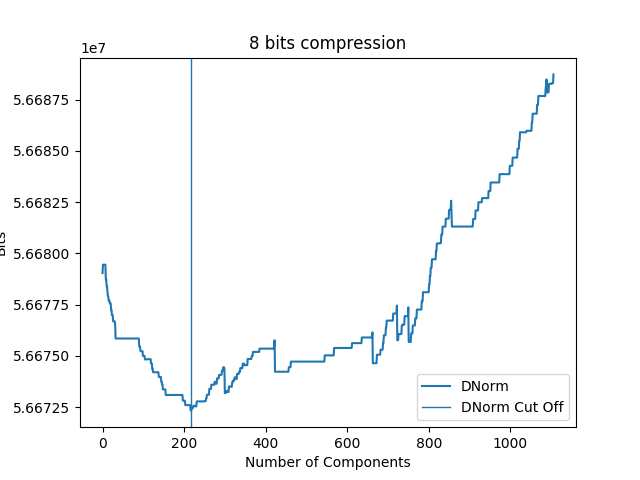 8 bits compression
1e7
5.66875
5.66850
5.66825
5.66800
5.66775
5.66750
5.66725
Bits
0 200 400 600 800 1000
Number of Components
DNorm
DNorm Cut Off